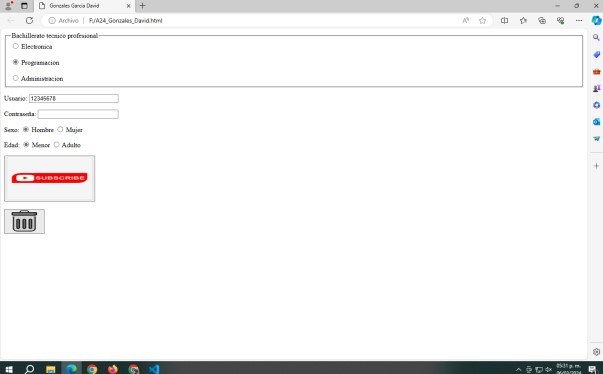 Gonzales Garcia David
Archivo F:/A24_Gonzales_David.html
Bachillerato tecnico profesional
Electronica
Programacion
Administracion
Usuario: 12345678
Contraseña:
Sexo: Hombre Mujer
Edad: Menor Adulto
SUBSCRIBE
05:31 p. m.